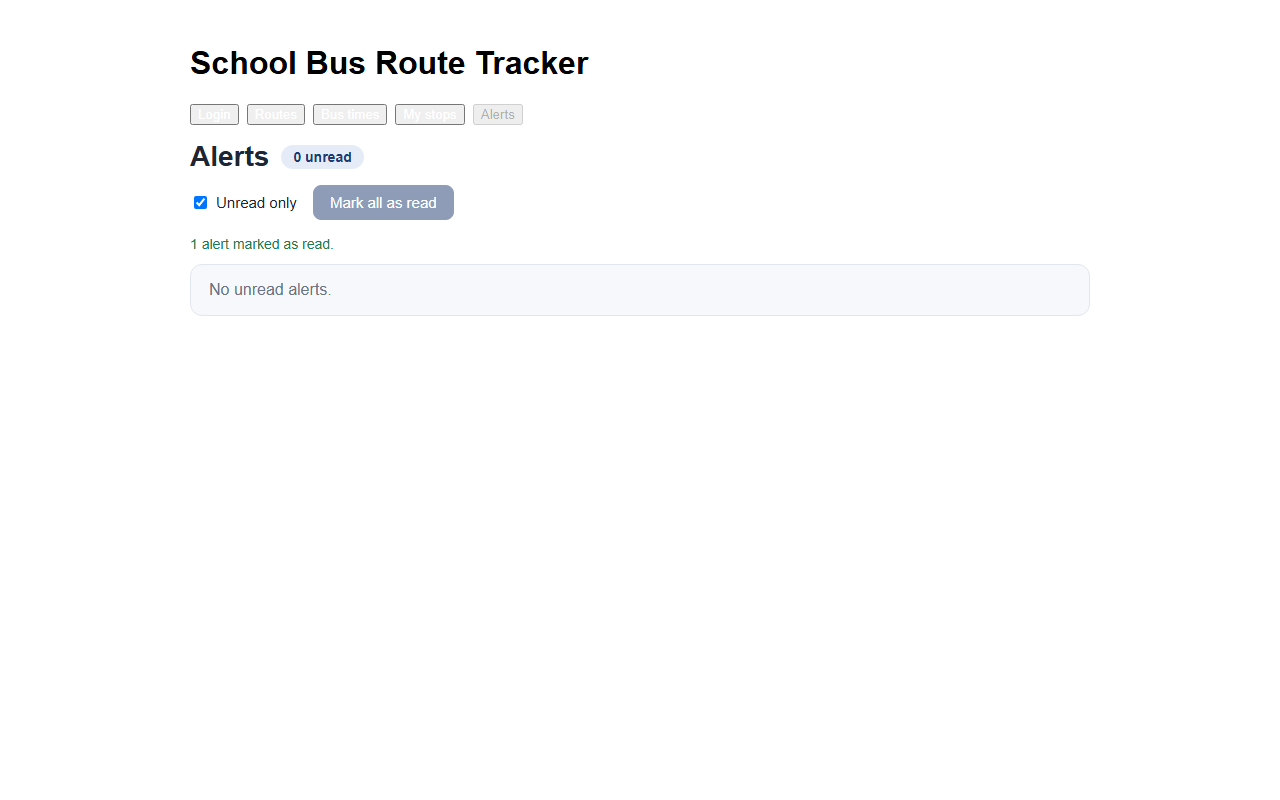 School Bus Route Tracker
Login Routes Bus times My stops Alerts
Alerts 0 unread
Unread only Mark all as read
1 alert marked as read.
No unread alerts.